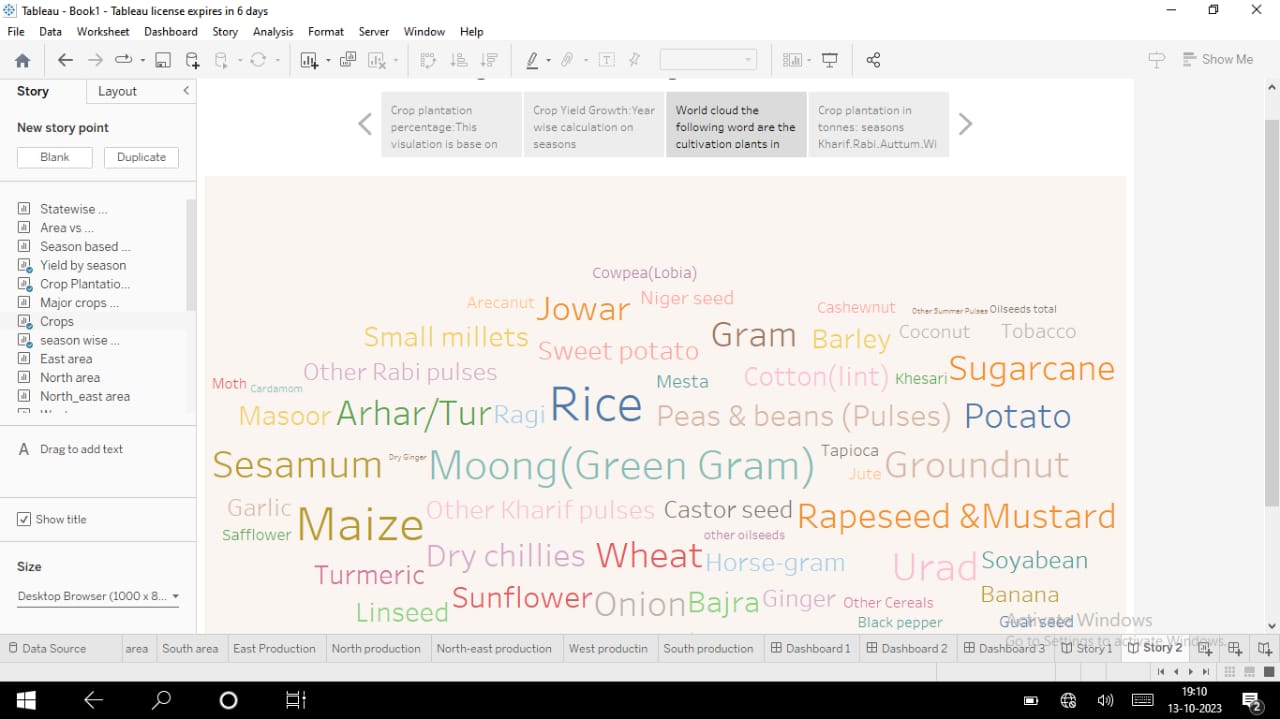 Tableau - Book1 - Tableau license expires in 6 days
File Data Worksheet Dashboard Story Analysis Format Server Window Help
Show Me
Story Layout
New story point
Blank Duplicate
Statewise ...
Area vs ...
Season based ...
Yield by season
Crop Plantatio...
Major crops ...
Crops
season wise ...
East area
North area
North_east area
A Drag to add text
Show title
Size
Desktop Browser (1000 x 8...
Crop plantation
percentage:This
visulation is base on
Crop Yield Growth:Year
wise calculation on
seasons
World cloud the
following word are the
cultivation plants in
Crop plantation in
tonnes: seasons
Kharif.Rabi.Auttum.Wi
Cowpea(Lobia)
Arecanut Jowar Niger seed Cashewnut Other Summer Pulses Oilseeds total
Small millets Sweet potato Gram Barley Coconut Tobacco
Moth Cardamom Other Rabi pulses Mesta Cotton(lint) Khesari Sugarcane
Masoor Arhar/Tur Ragi Rice Peas & beans (Pulses) Potato
Sesamum Dry Ginger Moong(Green Gram) Tapioca Jute Groundnut
Garlic Maize Other Kharif pulses Castor seed Rapeseed &Mustard
Safflower other oilseeds
Turmeric Dry chillies Wheat Horse-gram Urad Soyabean
Linseed Sunflower Onion Bajra Ginger Other Cereals Banana
Black pepper Guar seed
Activate Windows
Go to Settings to activate Windows.
Data Source area South area East Production North production North-east production West productin South production Dashboard 1 Dashboard 2 Dashboard 3 Story 1 Story 2
19:10
13-10-2023
2